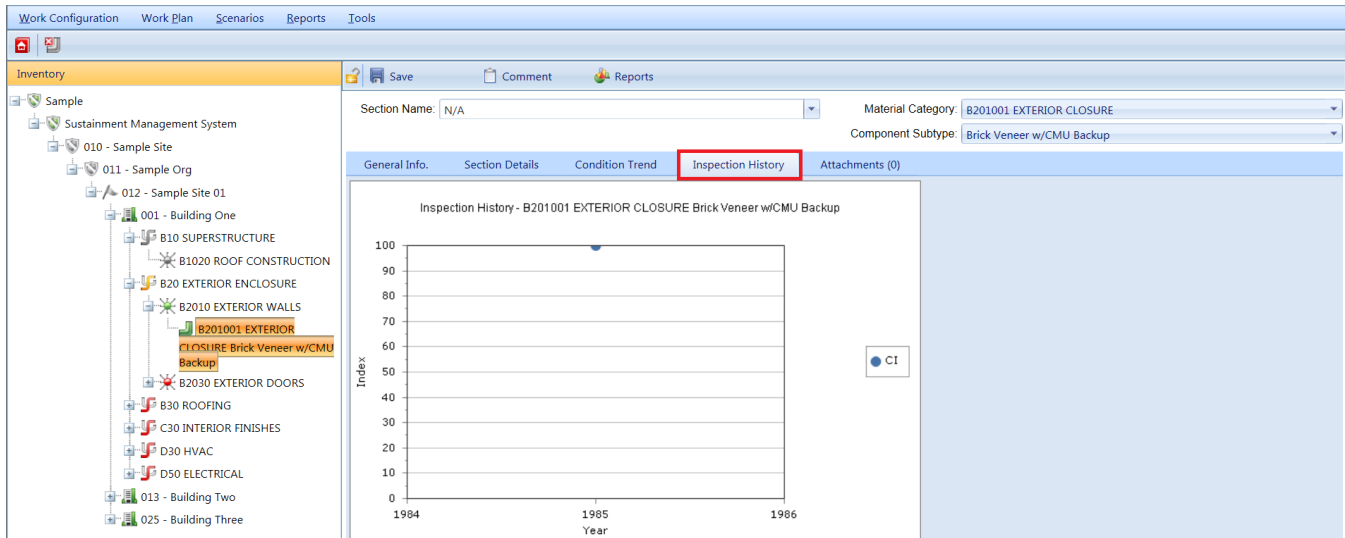 Work Configuration Work Plan Scenarios Reports Tools
Inventory
Save Comment Reports
Sample
Sustainment Management System
010 - Sample Site
011 - Sample Org
012 - Sample Site 01
001 - Building One
B10 SUPERSTRUCTURE
B1020 ROOF CONSTRUCTION
B20 EXTERIOR ENCLOSURE
B2010 EXTERIOR WALLS
B201001 EXTERIOR
CLOSURE Brick Veneer w/CMU
Backup
B2030 EXTERIOR DOORS
B30 ROOFING
C30 INTERIOR FINISHES
D30 HVAC
D50 ELECTRICAL
013 - Building Two
025 - Building Three
Section Name: N/A
Material Category: B201001 EXTERIOR CLOSURE
Component Subtype: Brick Veneer w/CMU Backup
General Info. Section Details Condition Trend Inspection History Attachments (0)
Inspection History - B201001 EXTERIOR CLOSURE Brick Veneer w/CMU Backup
100
90
80
70
60
50
40
30
20
10
0
Index
1984 1985 1986
Year
CI